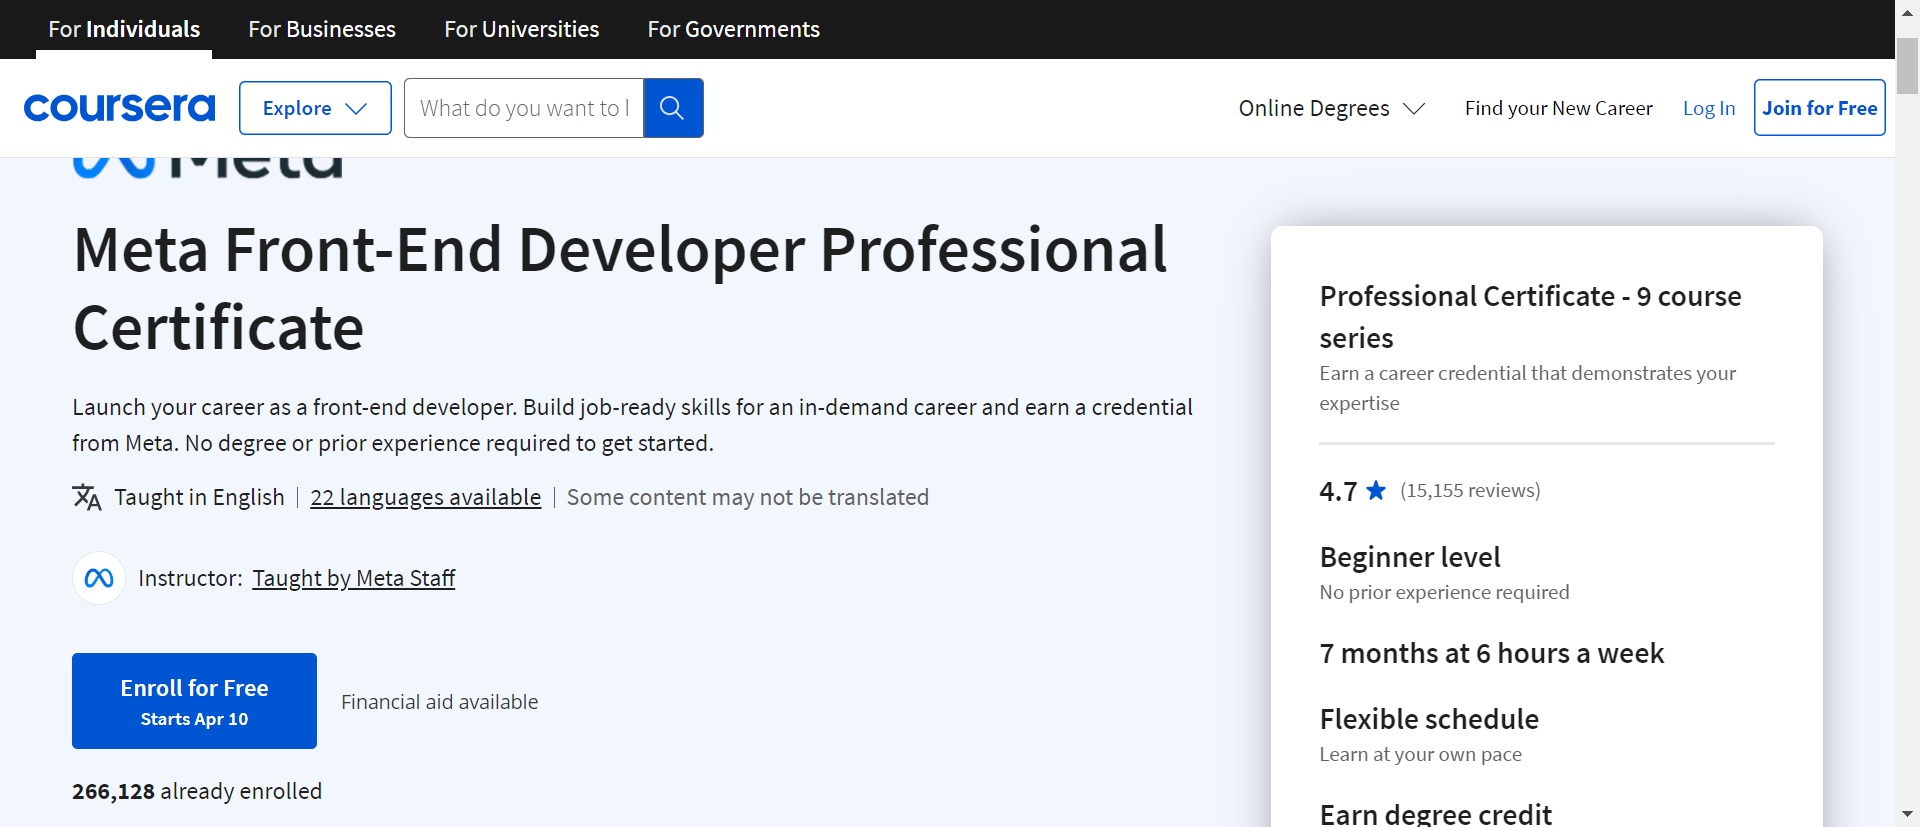 For Individuals For Businesses For Universities For Governments
coursera Explore What do you want to l Online Degrees Find your New Career Log In Join for Free
Meta
Meta Front-End Developer Professional
Certificate
Launch your career as a front-end developer. Build job-ready skills for an in-demand career and earn a credential
from Meta. No degree or prior experience required to get started.
Taught in English 22 languages available Some content may not be translated
Instructor: Taught by Meta Staff
Enroll for Free
Starts Apr 10
Financial aid available
266,128 already enrolled
Professional Certificate - 9 course
series
Earn a career credential that demonstrates your
expertise
4.7 (15,155 reviews)
Beginner level
No prior experience required
7 months at 6 hours a week
Flexible schedule
Learn at your own pace
Earn degree credit